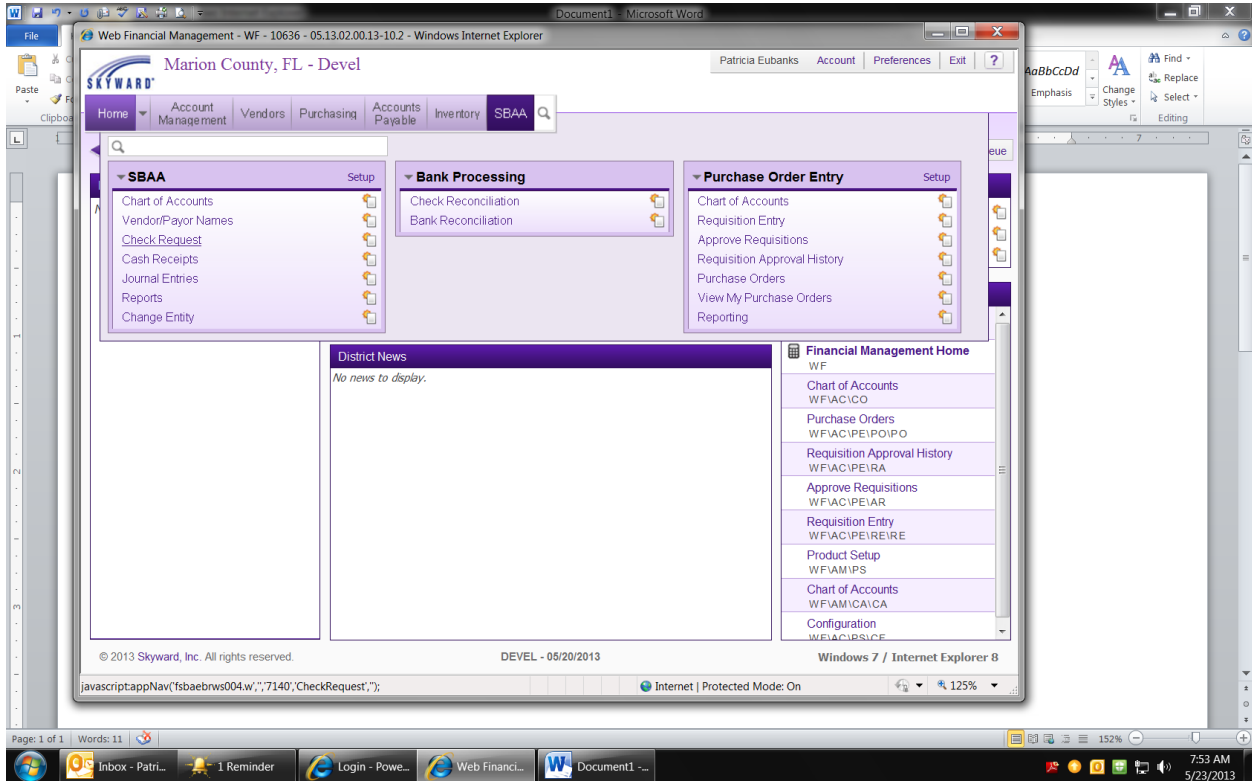 Document1 - Microsoft Word
File
Paste
Clipboa
AaBbCcDd
Emphasis
Change
Styles
Find
Replace
Select
Editing
Web Financial Management - WF - 10636 - 05.13.02.00.13-10.2 - Windows Internet Explorer
SKYWARD®
Marion County, FL - Devel
Patricia Eubanks Account Preferences Exit ?
Home Account Management Vendors Purchasing Accounts Payable Inventory SBAA
eue
SBAA Setup
Chart of Accounts
Vendor/Payor Names
Check Request
Cash Receipts
Journal Entries
Reports
Change Entity
Bank Processing
Check Reconciliation
Bank Reconciliation
Purchase Order Entry Setup
Chart of Accounts
Requisition Entry
Approve Requisitions
Requisition Approval History
Purchase Orders
View My Purchase Orders
Reporting
District News
No news to display.
Financial Management Home
WF
Chart of Accounts
WF\AC\CO
Purchase Orders
WF\AC\PE\PO\PO
Requisition Approval History
WF\AC\PE\RA
Approve Requisitions
WF\AC\PE\AR
Requisition Entry
WF\AC\PE\RE\RE
Product Setup
WF\AM\PS
Chart of Accounts
WF\AM\CA\CA
Configuration
WF\AC\PS\CF
© 2013 Skyward, Inc. All rights reserved.
DEVEL - 05/20/2013
Windows 7 / Internet Explorer 8
javascript:appNav('fsbaebrws004.w','','7140','CheckRequest','');
Internet | Protected Mode: On
125%
Page: 1 of 1 Words: 11
152%
Inbox - Patri... 1 Reminder Login - Powe... Web Financi... Document1 -...
7:53 AM
5/23/2013